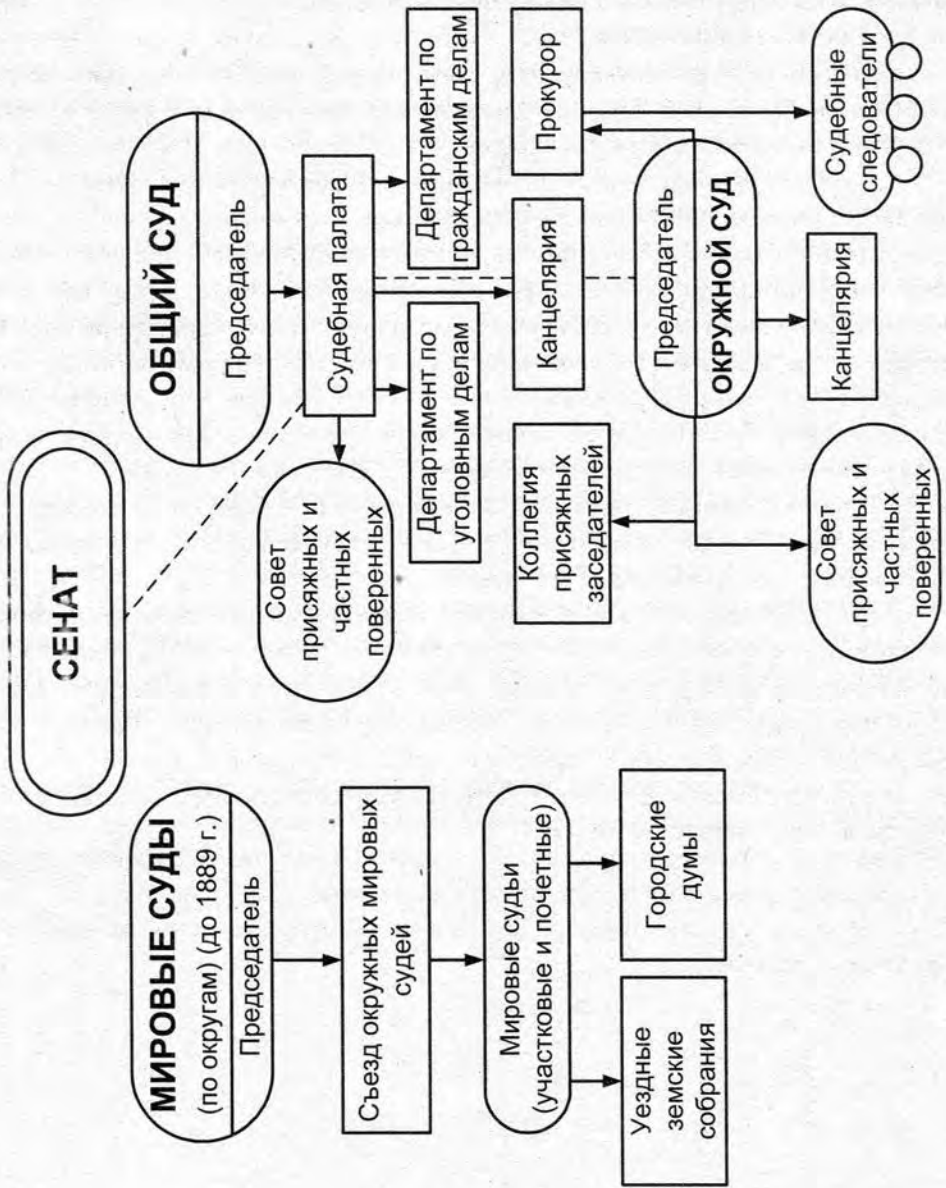 СЕНАТ
МИРОВЫЕ СУДЫ
(по округам) (до 1889 г.)
Председатель
Съезд окружных мировых
судей
Мировые судьи
(участковые и почетные)
Уездные
земские
собрания
Городские
думы
ОБЩИЙ СУД
Председатель
Судебная палата
Совет
присяжных и
частных
поверенных
Департамент по
уголовным делам
Департамент по
гражданским делам
Коллегия
присяжных
заседателей
Канцелярия
Прокурор
Председатель
ОКРУЖНОЙ СУД
Совет
присяжных и
частных
поверенных
Канцелярия
Судебные
следователи